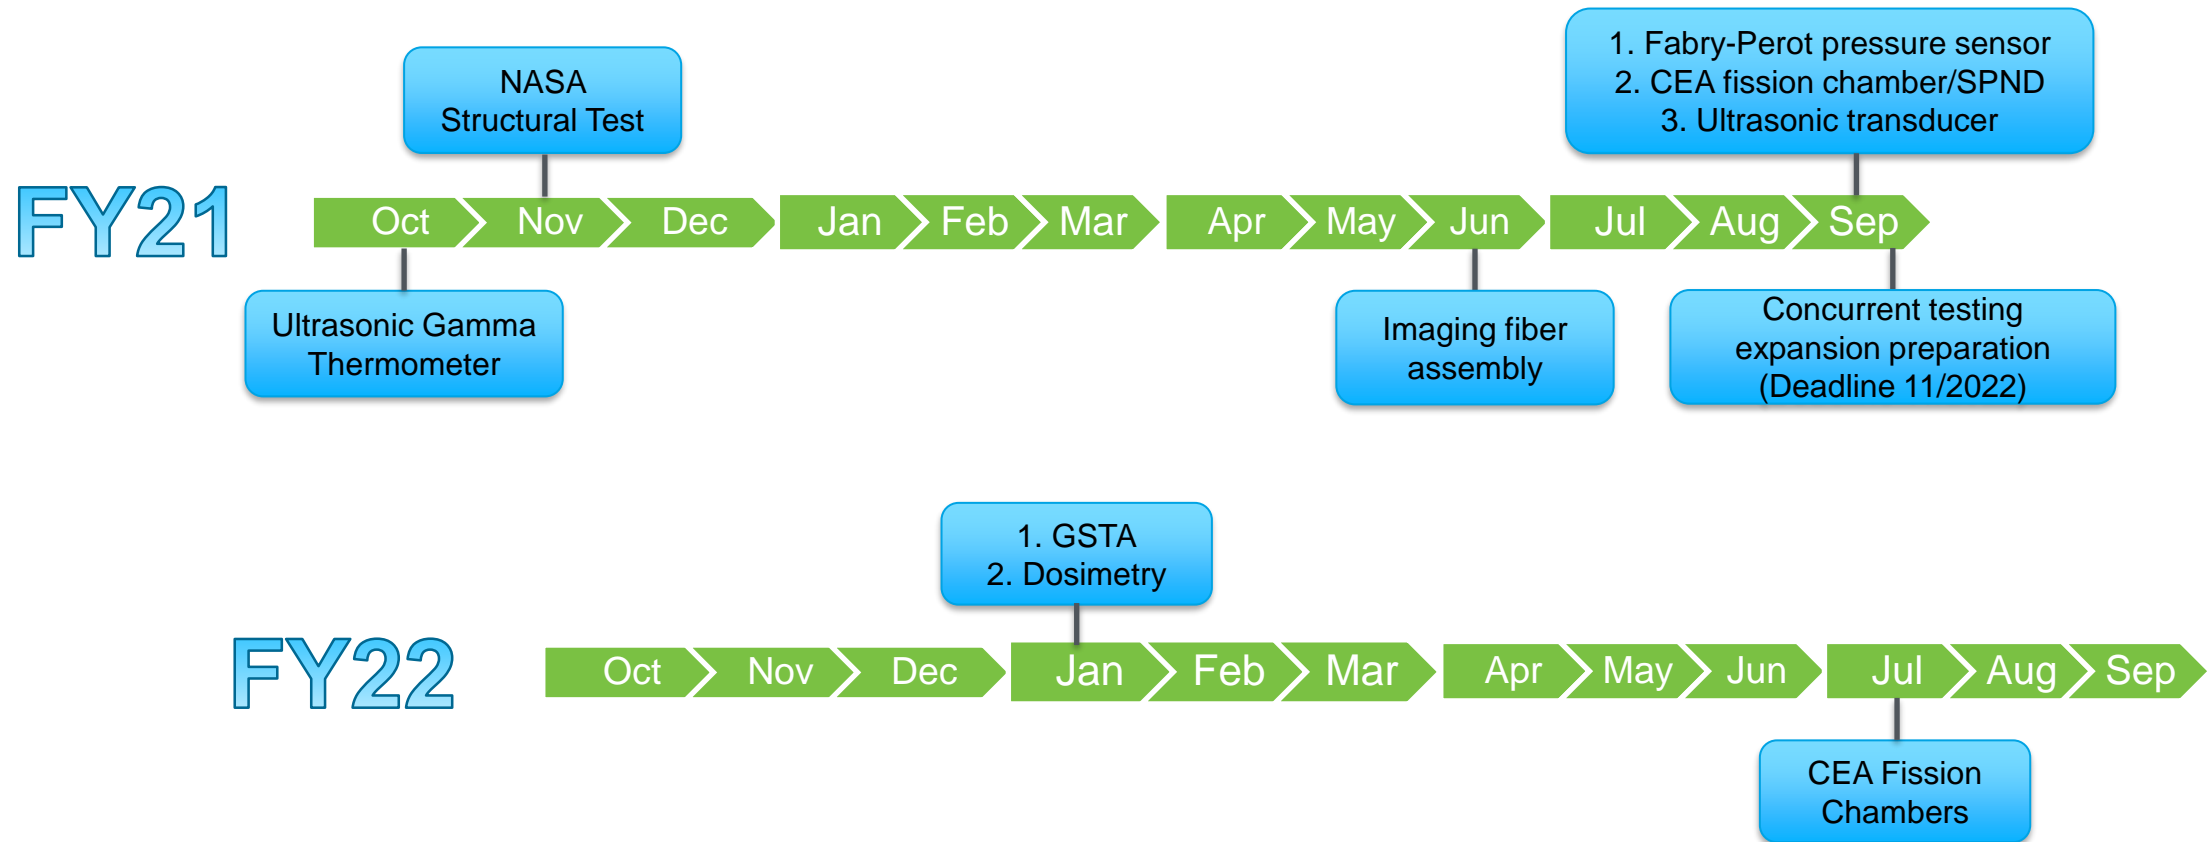 NASA
Structural Test
1. Fabry-Perot pressure sensor
2. CEA fission chamber/SPND
3. Ultrasonic transducer
FY21
Oct Nov Dec Jan Feb Mar Apr May Jun Jul Aug Sep
Ultrasonic Gamma
Thermometer
Imaging fiber
assembly
Concurrent testing
expansion preparation
(Deadline 11/2022)
1. GSTA
2. Dosimetry
FY22
Oct Nov Dec Jan Feb Mar Apr May Jun Jul Aug Sep
CEA Fission
Chambers